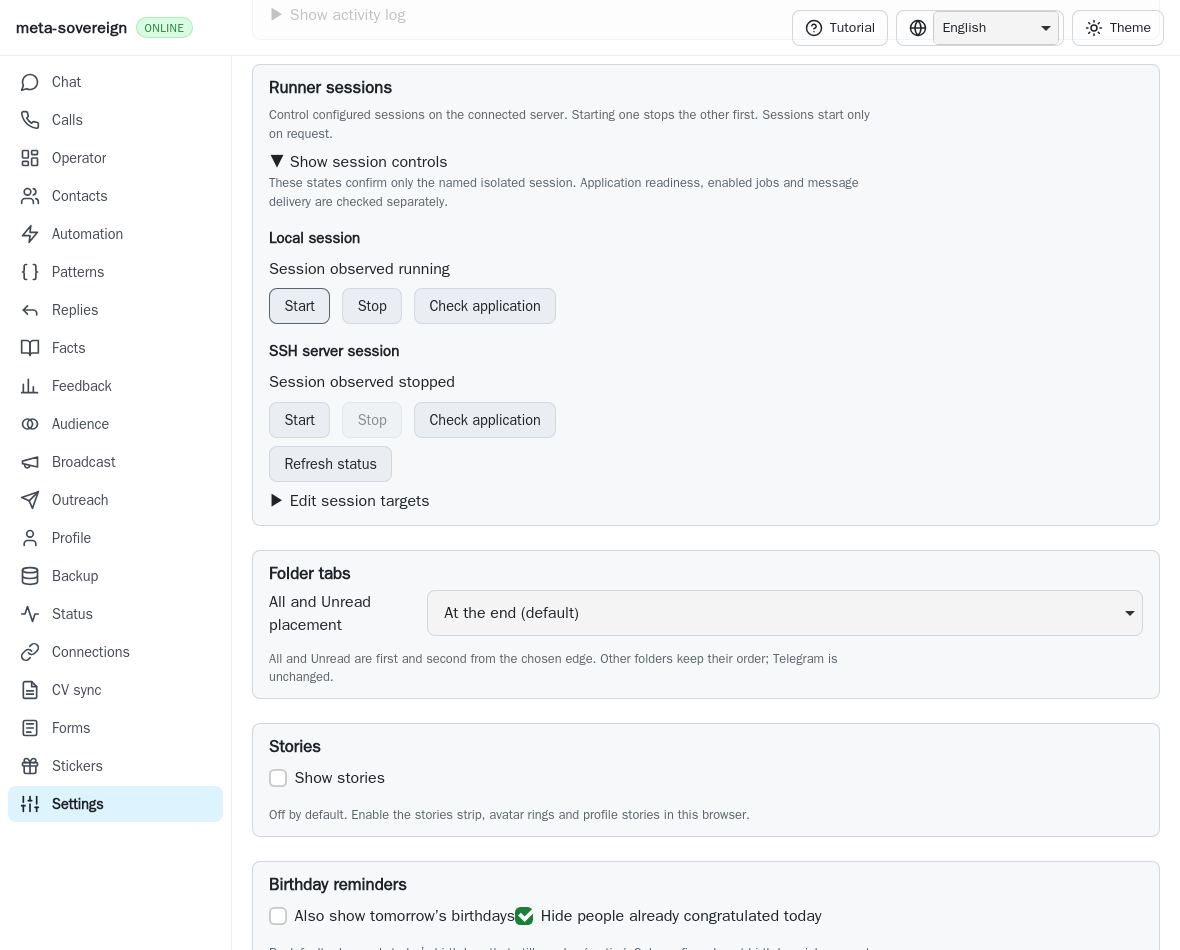 meta-sovereign ONLINE
Show activity log
Tutorial
English
Theme
Chat
Calls
Operator
Contacts
Automation
Patterns
Replies
Facts
Feedback
Audience
Broadcast
Outreach
Profile
Backup
Status
Connections
CV sync
Forms
Stickers
Settings
Runner sessions
Control configured sessions on the connected server. Starting one stops the other first. Sessions start only
on request.
Show session controls
These states confirm only the named isolated session. Application readiness, enabled jobs and message
delivery are checked separately.
Local session
Session observed running
Start Stop Check application
SSH server session
Session observed stopped
Start Stop Check application
Refresh status
Edit session targets
Folder tabs
All and Unread
placement
At the end (default)
All and Unread are first and second from the chosen edge. Other folders keep their order; Telegram is
unchanged.
Stories
Show stories
Off by default. Enable the stories strip, avatar rings and profile stories in this browser.
Birthday reminders
Also show tomorrow's birthdays Hide people already congratulated today